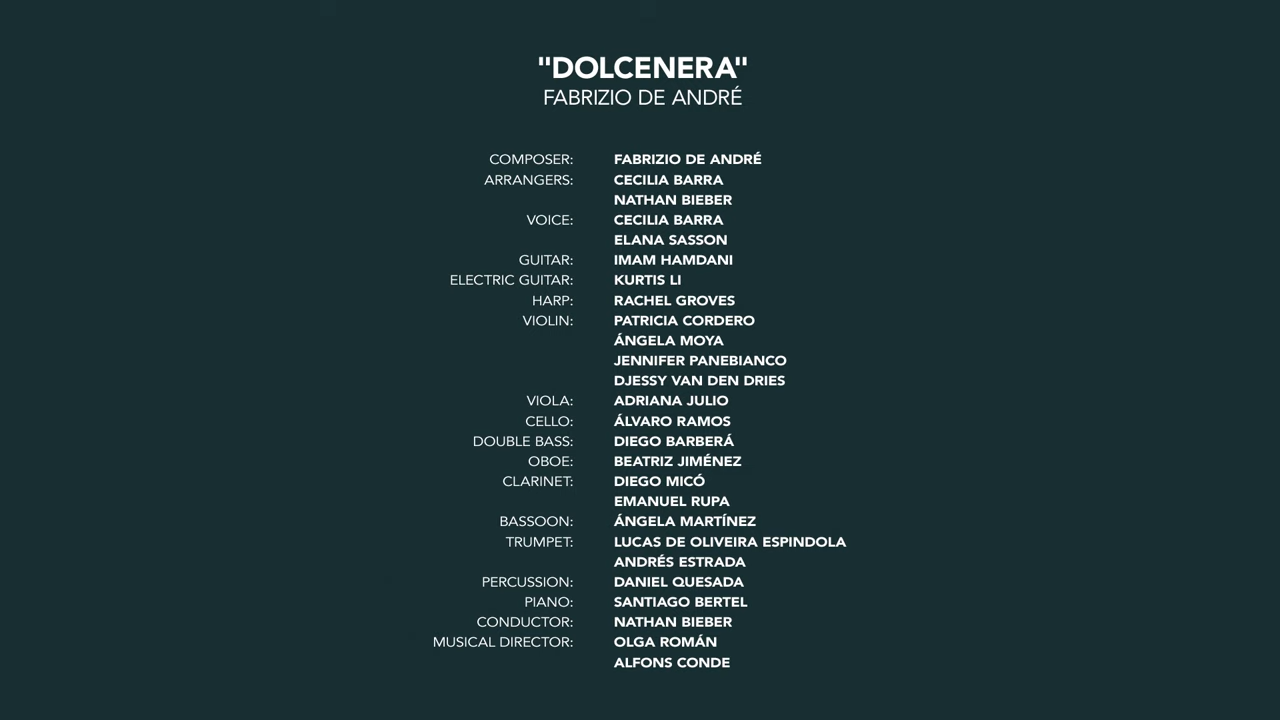 "DOLCENERA"
FABRIZIO DE ANDRÉ
COMPOSER: FABRIZIO DE ANDRÉ
ARRANGERS: CECILIA BARRA
NATHAN BIEBER
VOICE: CECILIA BARRA
ELANA SASSON
GUITAR: IMAM HAMDANI
ELECTRIC GUITAR: KURTIS LI
HARP: RACHEL GROVES
VIOLIN: PATRICIA CORDERO
ÁNGELA MOYA
JENNIFER PANEBIANCO
DJESSY VAN DEN DRIES
VIOLA: ADRIANA JULIO
CELLO: ÁLVARO RAMOS
DOUBLE BASS: DIEGO BARBERÁ
OBOE: BEATRIZ JIMÉNEZ
CLARINET: DIEGO MICÓ
EMANUEL RUPA
BASSOON: ÁNGELA MARTÍNEZ
TRUMPET: LUCAS DE OLIVEIRA ESPINDOLA
ANDRÉS ESTRADA
PERCUSSION: DANIEL QUESADA
PIANO: SANTIAGO BERTEL
CONDUCTOR: NATHAN BIEBER
MUSICAL DIRECTOR: OLGA ROMÁN
ALFONS CONDE